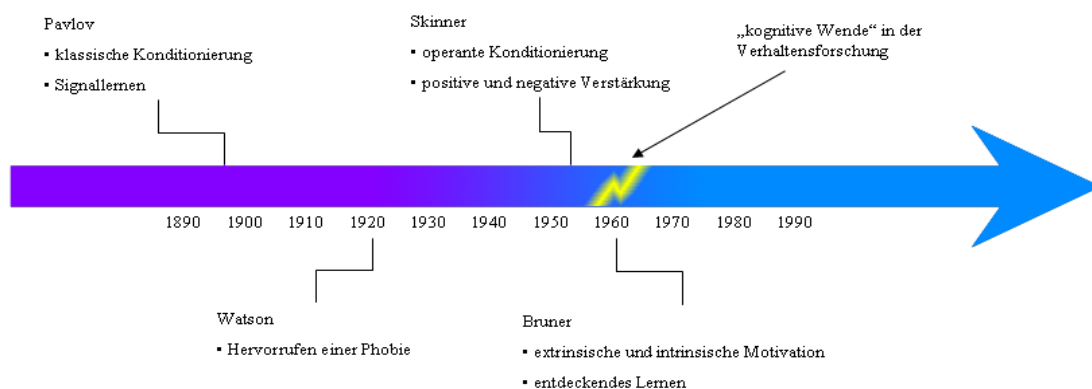 Pavlov
▪ klassische Konditionierung
▪ Signallernen
Skinner
▪ operante Konditionierung
▪ positive und negative Verstärkung
„kognitive Wende“ in der
Verhaltensforschung
1890 1900 1910 1920 1930 1940 1950 1960 1970 1980 1990
Watson
▪ Hervorrufen einer Phobie
Bruner
▪ extrinsische und intrinsische Motivation
▪ entdeckendes Lernen